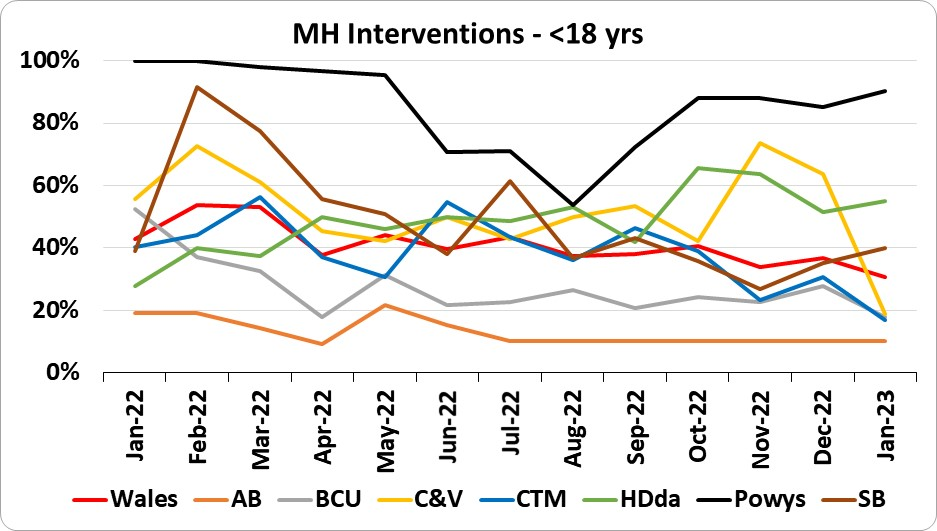 MH Interventions - <18 yrs
100%
80%
60%
40%
20%
0%
Jan-22 Feb-22 Mar-22 Apr-22 May-22 Jun-22 Jul-22 Aug-22 Sep-22 Oct-22 Nov-22 Dec-22 Jan-23
Wales AB BCU C&V CTM HDda Powys SB